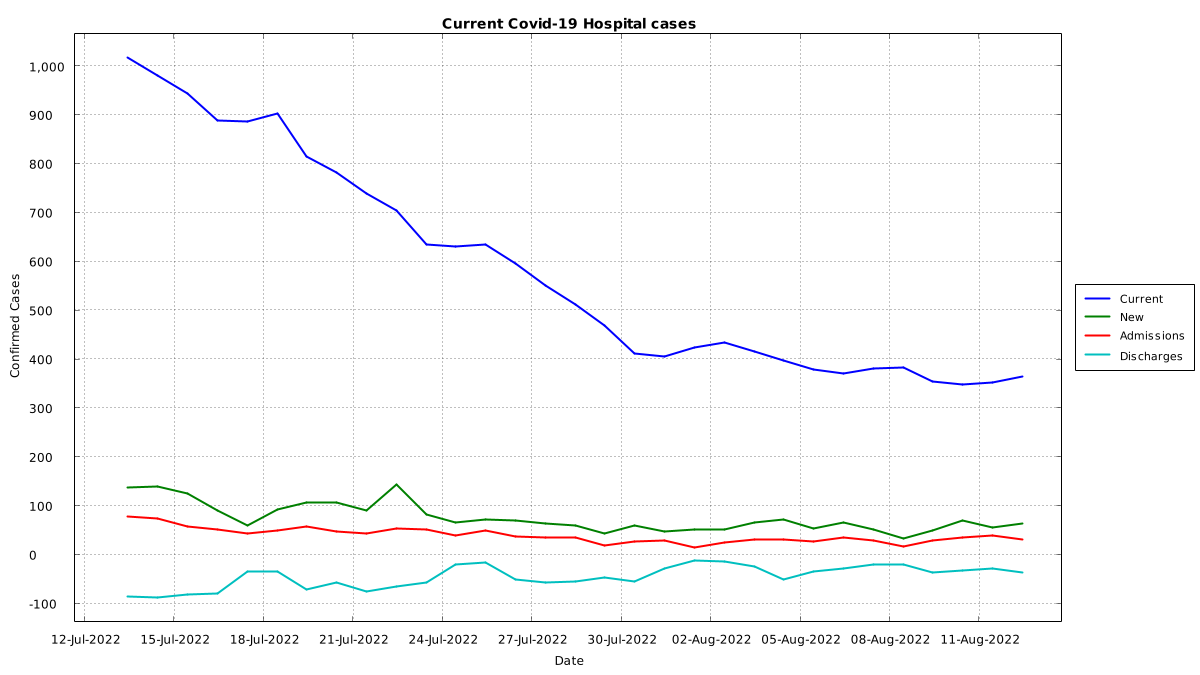 Current Covid-19 Hospital cases
1,000
900
800
700
600
500
400
300
200
100
0
-100
Confirmed Cases
12-Jul-2022 15-Jul-2022 18-Jul-2022 21-Jul-2022 24-Jul-2022 27-Jul-2022 30-Jul-2022 02-Aug-2022 05-Aug-2022 08-Aug-2022 11-Aug-2022
Date
Current
New
Admissions
Discharges